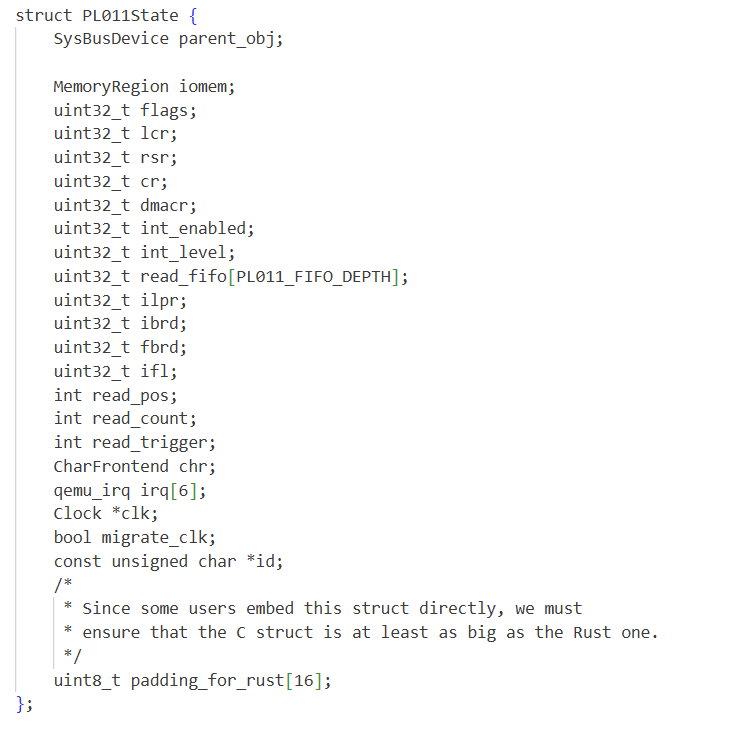 struct PL011State {
    SysBusDevice parent_obj;

    MemoryRegion iomem;
    uint32_t flags;
    uint32_t lcr;
    uint32_t rsr;
    uint32_t cr;
    uint32_t dmacr;
    uint32_t int_enabled;
    uint32_t int_level;
    uint32_t read_fifo[PL011_FIFO_DEPTH];
    uint32_t ilpr;
    uint32_t ibrd;
    uint32_t fbrd;
    uint32_t ifl;
    int read_pos;
    int read_count;
    int read_trigger;
    CharFrontend chr;
    qemu_irq irq[6];
    Clock *clk;
    bool migrate_clk;
    const unsigned char *id;
    /*
     * Since some users embed this struct directly, we must
     * ensure that the C struct is at least as big as the Rust one.
     */
    uint8_t padding_for_rust[16];
};